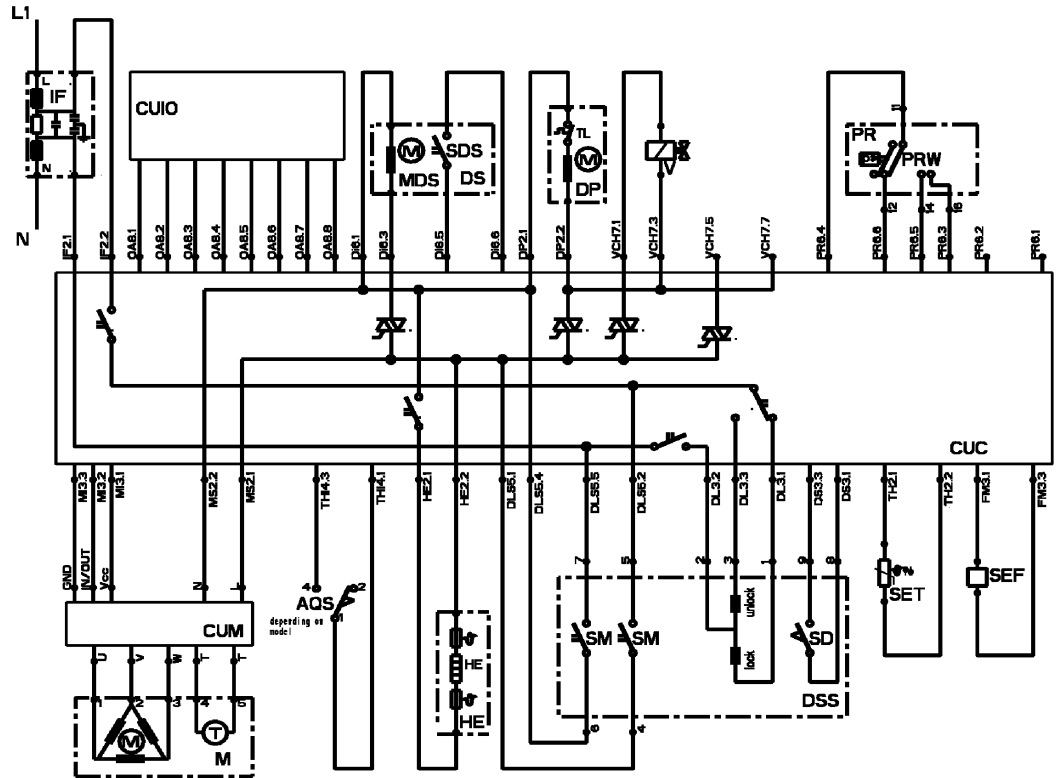 L1
L
IF
N
N
CUIO
M
MDS
SDS
DS
TL
M
DP
V
11
PR
PRW
12
14
16
IF2.1
IF2.2
OA8.1
OA8.2
OA8.3
OA8.4
OA8.5
OA8.6
OA8.7
OA8.8
DI6.1
DI6.3
DI6.5
DI6.6
DP2.1
DP2.2
VCH7.1
VCH7.3
VCH7.5
VCH7.7
PR6.4
PR6.6
PR6.5
PR6.3
PR6.2
PR6.1
CUC
MI3.3
MI3.2
MI3.1
MS2.2
MS2.1
THI4.3
THI4.1
HE2.1
HE2.2
DLS5.1
DLS5.4
DLS5.5
DLS5.2
DL3.2
DL3.3
DL3.1
DS3.3
DS3.1
TH2.1
TH2.2
FM3.1
FM3.3
GND
IN/OUT
Vcc
N
L
CUM
U
V
W
T
T
1
2
3
4
5
M
T
M
4
2
AQS
1
depending on
model
HE
HE
7
5
2
3
1
9
8
SM
SM
unlock
lock
SD
DSS
6
4
SET
SEF